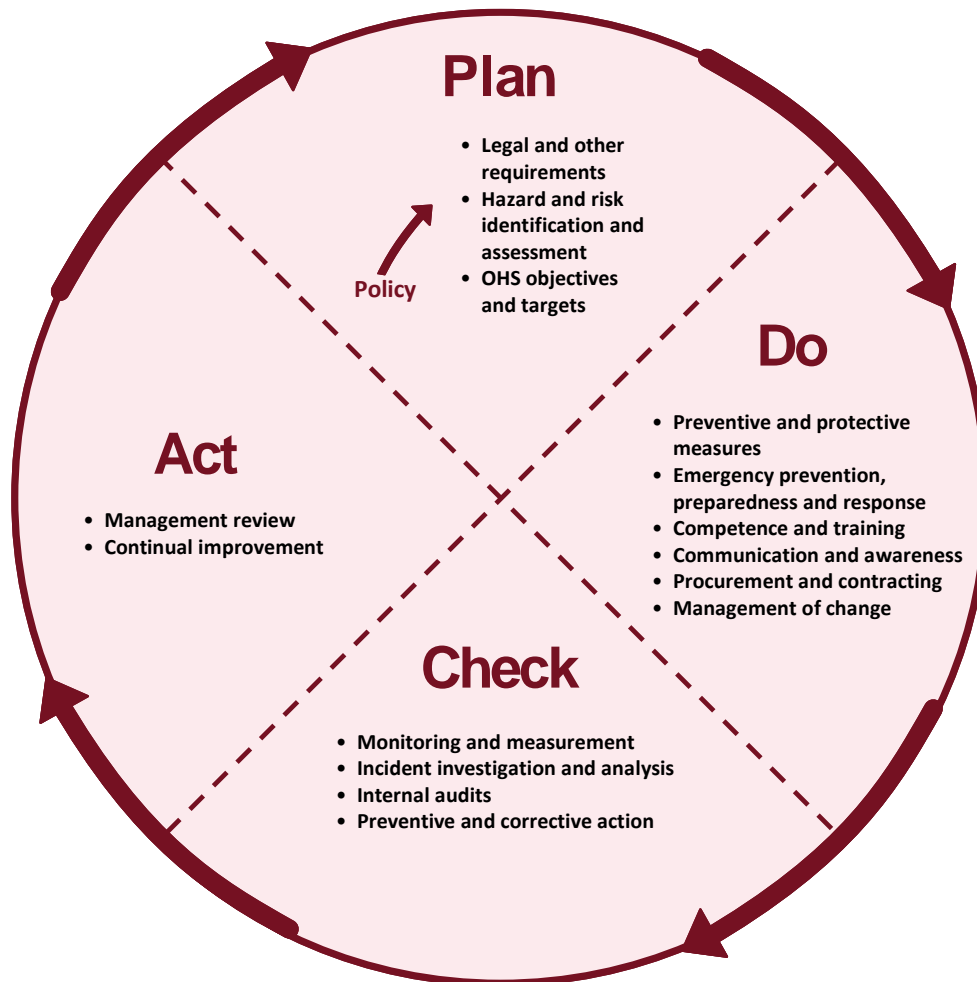 Plan
• Legal and other
requirements
• Hazard and risk
identification and
assessment
• OHS objectives
and targets
Policy
Do
• Preventive and protective
measures
• Emergency prevention,
preparedness and response
• Competence and training
• Communication and awareness
• Procurement and contracting
• Management of change
Check
• Monitoring and measurement
• Incident investigation and analysis
• Internal audits
• Preventive and corrective action
Act
• Management review
• Continual improvement